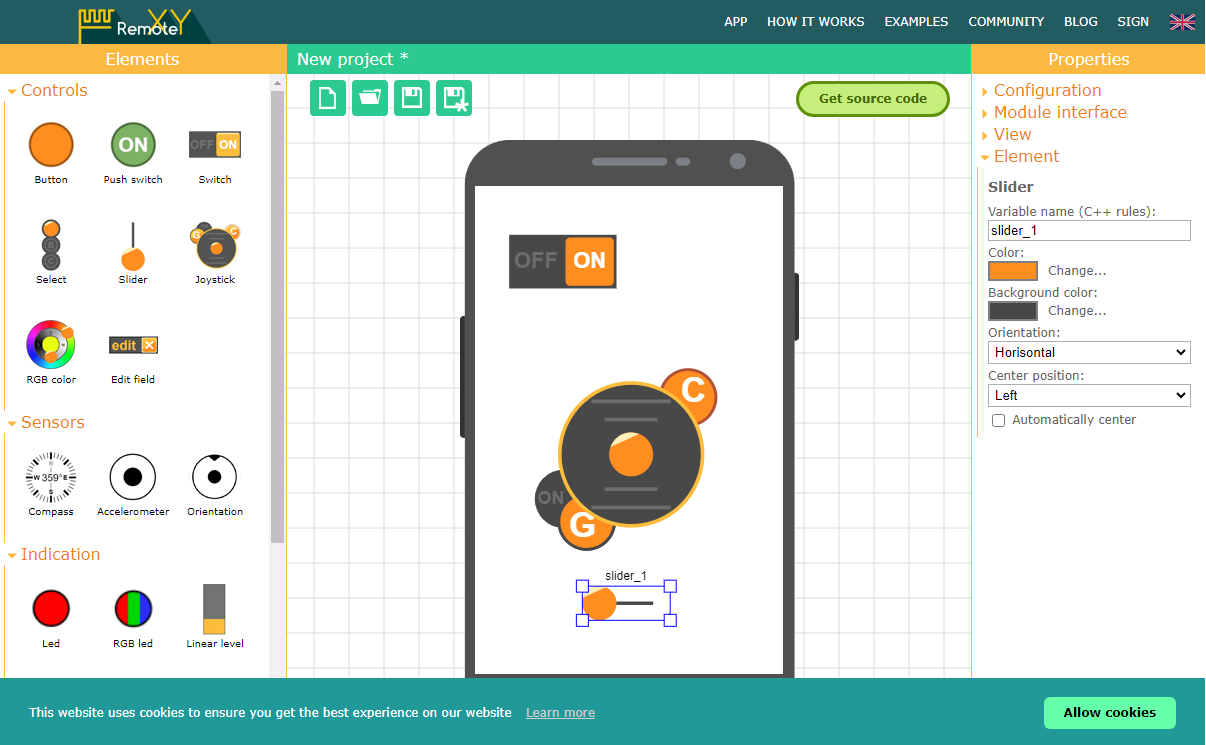 RemoteXY
APP HOW IT WORKS EXAMPLES COMMUNITY BLOG SIGN
Elements
New project *
Properties
Controls
Button
ON
Push switch
OFF ON
Switch
B
C
Select
Slider
G C
Joystick
RGB color
edit
Edit field
Sensors
N
W 359° E
S
Compass
Accelerometer
Orientation
Indication
Led
RGB led
Linear level
Get source code
OFF ON
C
ON
G
slider_1
Configuration
Module interface
View
Element
Slider
Variable name (C++ rules):
slider_1
Color:
Change...
Background color:
Change...
Orientation:
Horisontal
Center position:
Left
Automatically center
This website uses cookies to ensure you get the best experience on our website Learn more
Allow cookies